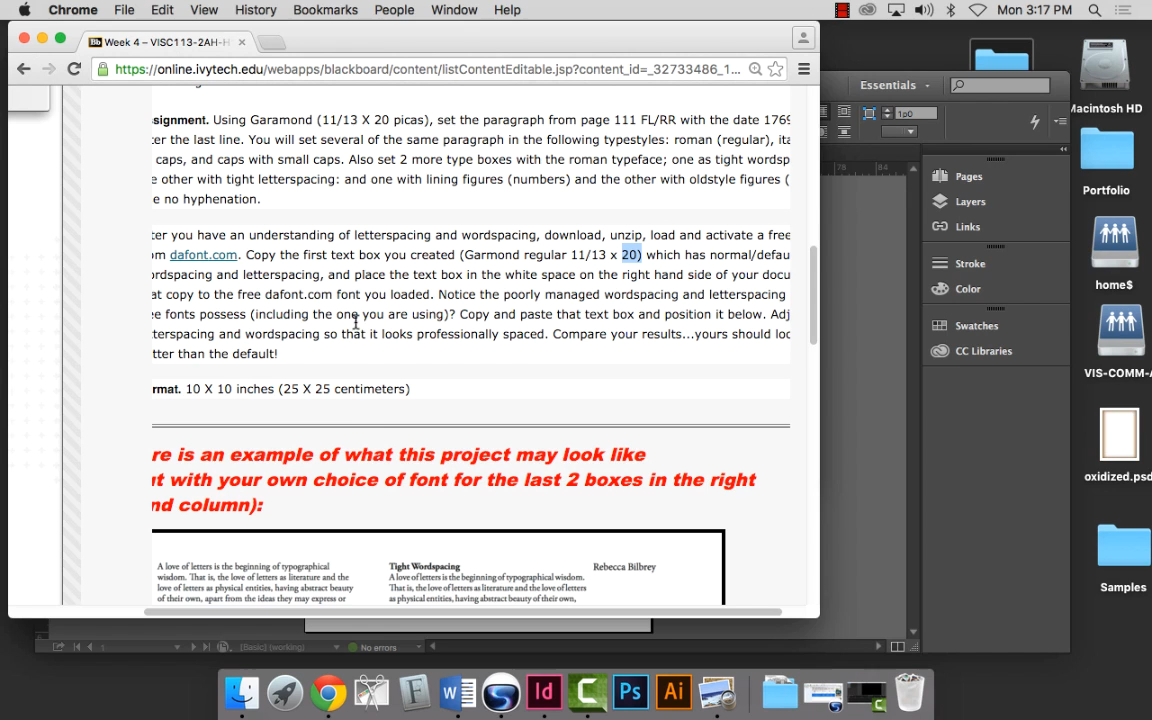 Chrome File Edit View History Bookmarks People Window Help
Mon 3:17 PM
Bb Week 4 – VISC113-2AH-H
https://online.ivytech.edu/webapps/blackboard/content/listContentEditable.jsp?content_id=_32733486_1...
Essentials
1p0
78
84
ssignment. Using Garamond (11/13 X 20 picas), set the paragraph from page 111 FL/RR with the date 1769
ter the last line. You will set several of the same paragraph in the following typestyles: roman (regular), ita
caps, and caps with small caps. Also set 2 more type boxes with the roman typeface; one as tight wordsp
e other with tight letterspacing: and one with lining figures (numbers) and the other with oldstyle figures (
e no hyphenation.
ter you have an understanding of letterspacing and wordspacing, download, unzip, load and activate a free
om dafont.com. Copy the first text box you created (Garmond regular 11/13 x 20) which has normal/defau
ordspacing and letterspacing, and place the text box in the white space on the right hand side of your docu
at copy to the free dafont.com font you loaded. Notice the poorly managed wordspacing and letterspacing
ee fonts possess (including the one you are using)? Copy and paste that text box and position it below. Adj
tterspacing and wordspacing so that it looks professionally spaced. Compare your results...yours should loo
tter than the default!
rmat. 10 X 10 inches (25 X 25 centimeters)
re is an example of what this project may look like
ut with your own choice of font for the last 2 boxes in the right
nd column):
A love of letters is the beginning of typographical
wisdom. That is, the love of letters as literature and the
love of letters as physical entities, having abstract beauty
of their own, apart from the ideas they may express or
Tight Wordspacing
A love of letters is the beginning of typographical wisdom.
That is, the love of letters as literature and the love of letters
as physical entities, having abstract beauty of their own,
Rebecca Bilbrey
Pages
Layers
Links
Stroke
Color
Swatches
CC Libraries
Macintosh HD
Portfolio
home$
VIS-COMM-A
oxidized.psd
Samples
1
[Basic] (working)
No errors
F
W
Id
C
Ps
Ai